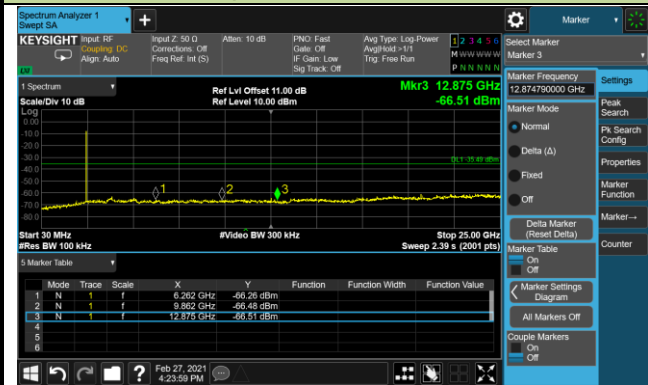 Spectrum Analyzer 1
Swept SA
Marker
KEYSIGHT
Input: RF
Coupling: DC
Align: Auto
Input Z: 50 Ω
Corrections: Off
Freq Ref: Int (S)
Atten: 10 dB
PNO: Fast
Gate: Off
IF Gain: Low
Sig Track: Off
Avg Type: Log-Power
Avg|Hold:>1/1
Trig: Free Run
1 2 3 4 5 6
M W W W W W
P N N N N N
Select Marker
Marker 3
1 Spectrum
Ref Lvl Offset 11.00 dB
Mkr3 12.875 GHz
Scale/Div 10 dB
Ref Level 10.00 dBm
-66.51 dBm
Log
0.00
-10.0
-20.0
-30.0
-40.0
-50.0
-60.0
-70.0
-80.0
DL1 -35.49 dBm
1
2
3
Start 30 MHz
#Video BW 300 kHz
Stop 25.00 GHz
#Res BW 100 kHz
Sweep 2.39 s (2001 pts)
5 Marker Table
Mode Trace Scale X Y Function Function Width Function Value
1 N 1 f 6.262 GHz -66.26 dBm
2 N 1 f 9.862 GHz -66.48 dBm
3 N 1 f 12.875 GHz -66.51 dBm
4
5
6
Marker Frequency
12.874790000 GHz
Marker Mode
Normal
Delta (Δ)
Fixed
Off
Delta Marker
(Reset Delta)
Marker Table
On
Off
Marker Settings
Diagram
All Markers Off
Couple Markers
On
Off
Settings
Peak
Search
Pk Search
Config
Properties
Marker
Function
Marker→
Counter
?
Feb 27, 2021
4:23:59 PM